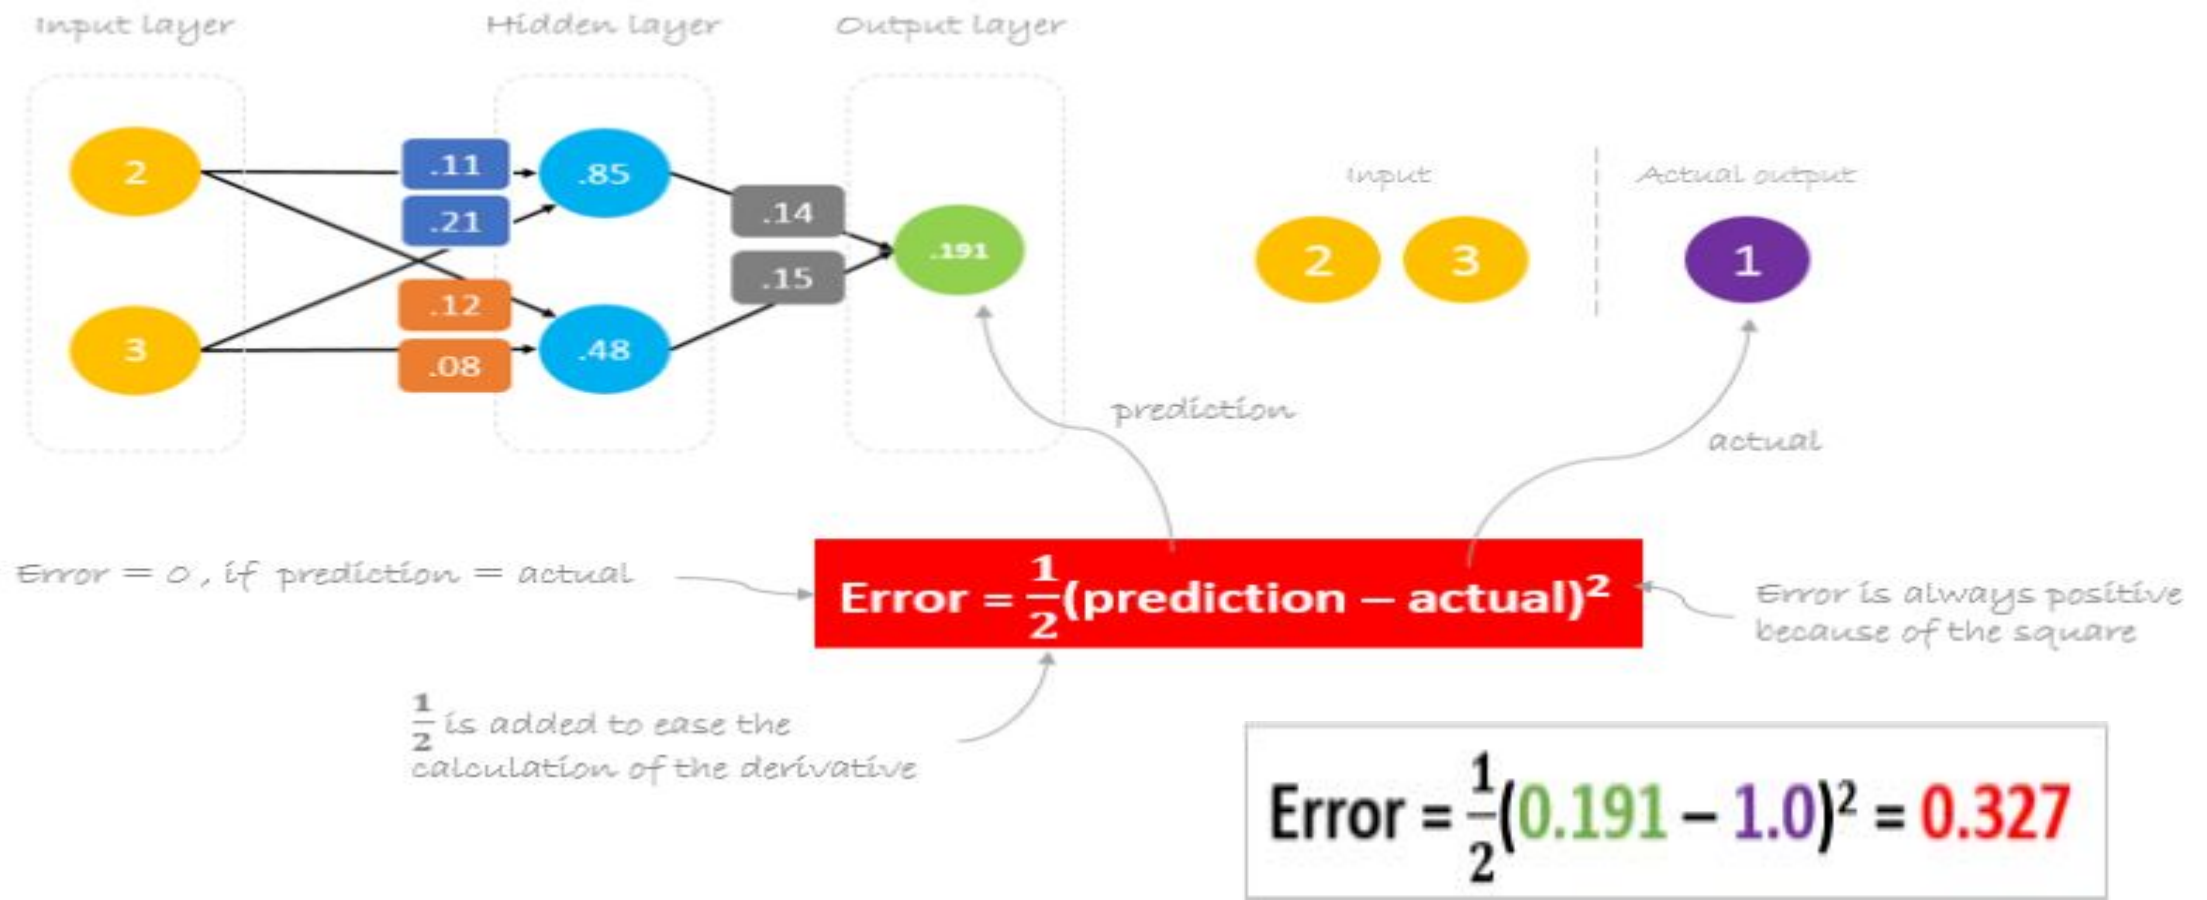 Input layer
Hidden layer
Output layer
2
.11
.85
.21
.14
.191
.15
.12
3
.48
.08
Input
Actual output
2 3
1
prediction
actual
Error = 0 , if prediction = actual
Error = 1/2(prediction – actual)²
Error is always positive
because of the square
1/2 is added to ease the
calculation of the derivative
Error = 1/2(0.191 – 1.0)² = 0.327